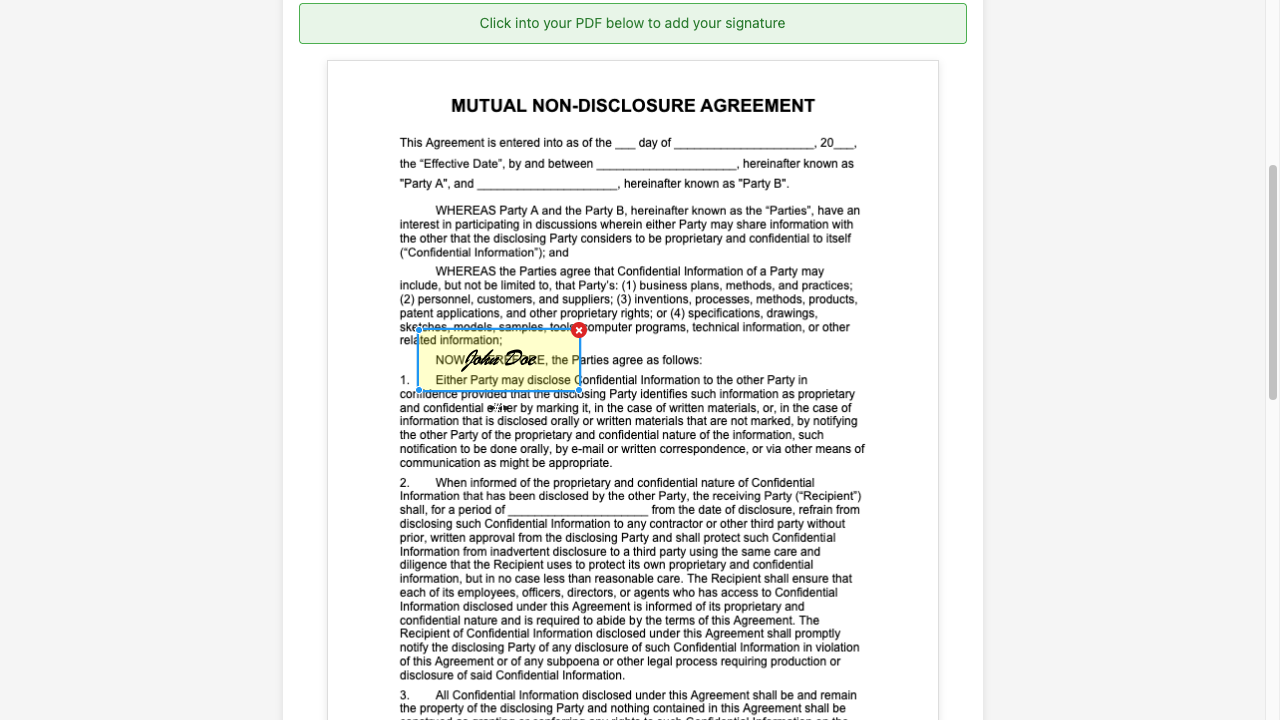 Click into your PDF below to add your signature
MUTUAL NON-DISCLOSURE AGREEMENT
This Agreement is entered into as of the ___ day of _____________________, 20___,
the “Effective Date”, by and between _____________________, hereinafter known as
"Party A", and _____________________, hereinafter known as "Party B".
WHEREAS Party A and the Party B, hereinafter known as the “Parties”, have an
interest in participating in discussions wherein either Party may share information with
the other that the disclosing Party considers to be proprietary and confidential to itself
(“Confidential Information”); and
WHEREAS the Parties agree that Confidential Information of a Party may
include, but not be limited to, that Party’s: (1) business plans, methods, and practices;
(2) personnel, customers, and suppliers; (3) inventions, processes, methods, products,
patent applications, and other proprietary rights; or (4) specifications, drawings,
sketches, models, samples, tools, computer programs, technical information, or other
related information;
NOW, THEREFORE, the Parties agree as follows:
John Doe
1. Either Party may disclose Confidential Information to the other Party in
confidence provided that the disclosing Party identifies such information as proprietary
and confidential either by marking it, in the case of written materials, or, in the case of
information that is disclosed orally or written materials that are not marked, by notifying
the other Party of the proprietary and confidential nature of the information, such
notification to be done orally, by e-mail or written correspondence, or via other means of
communication as might be appropriate.
2. When informed of the proprietary and confidential nature of Confidential
Information that has been disclosed by the other Party, the receiving Party (“Recipient”)
shall, for a period of _____________________ from the date of disclosure, refrain from
disclosing such Confidential Information to any contractor or other third party without
prior, written approval from the disclosing Party and shall protect such Confidential
Information from inadvertent disclosure to a third party using the same care and
diligence that the Recipient uses to protect its own proprietary and confidential
information, but in no case less than reasonable care. The Recipient shall ensure that
each of its employees, officers, directors, or agents who has access to Confidential
Information disclosed under this Agreement is informed of its proprietary and
confidential nature and is required to abide by the terms of this Agreement. The
Recipient of Confidential Information disclosed under this Agreement shall promptly
notify the disclosing Party of any disclosure of such Confidential Information in violation
of this Agreement or of any subpoena or other legal process requiring production or
disclosure of said Confidential Information.
3. All Confidential Information disclosed under this Agreement shall be and remain
the property of the disclosing Party and nothing contained in this Agreement shall be